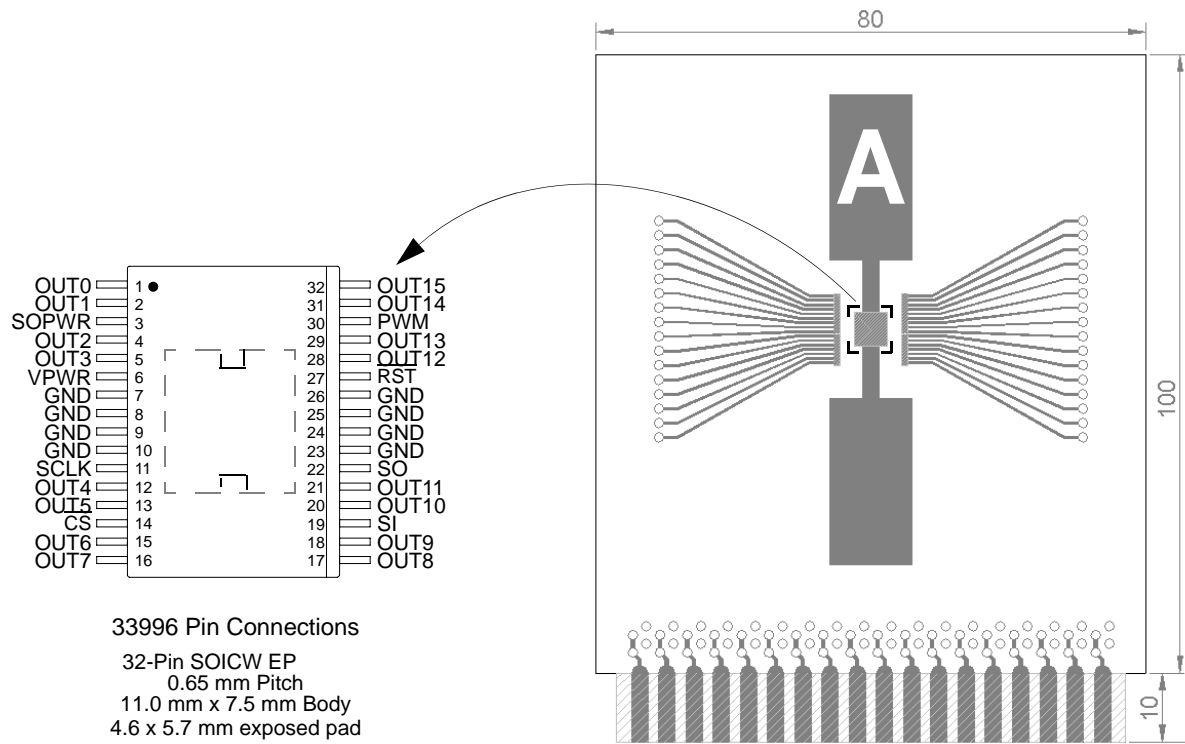 OUT0 1 32 OUT15
OUT1 2 31 OUT14
SOPWR 3 30 PWM
OUT2 4 29 OUT13
OUT3 5 28 OUT12
VPWR 6 27 RST
GND 7 26 GND
GND 8 25 GND
GND 9 24 GND
GND 10 23 GND
SCLK 11 22 SO
OUT4 12 21 OUT11
OUT5 13 20 OUT10
CS 14 19 SI
OUT6 15 18 OUT9
OUT7 16 17 OUT8
33996 Pin Connections
32-Pin SOICW EP
0.65 mm Pitch
11.0 mm x 7.5 mm Body
4.6 x 5.7 mm exposed pad
80
A
100
10